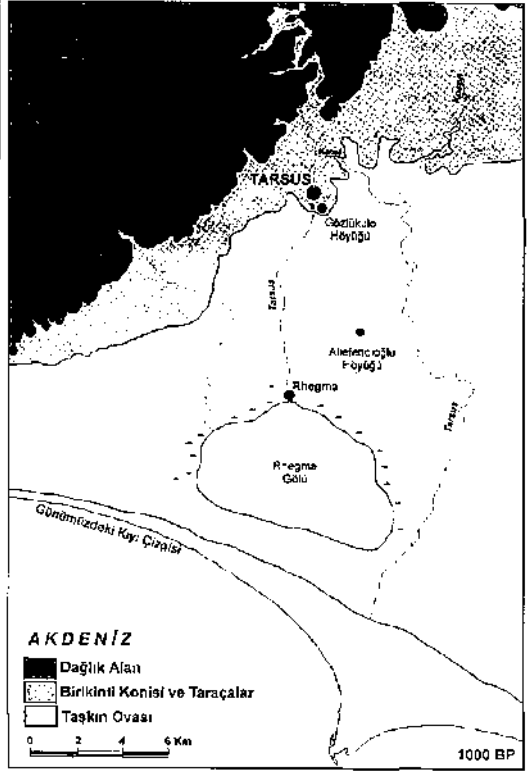 TARSUS
Gözlükule
Höyüğü
Tarsus
Aliefendioğlu
Höyüğü
Rhegma
Tarsus
Rhegma
Gölü
Günümüzdeki Kıyı Çizgisi
AKDENİZ
Dağlık Alan
Birikinti Konisi ve Taraçalar
Taşkın Ovası
0 2 4 6 Km
1000 BP